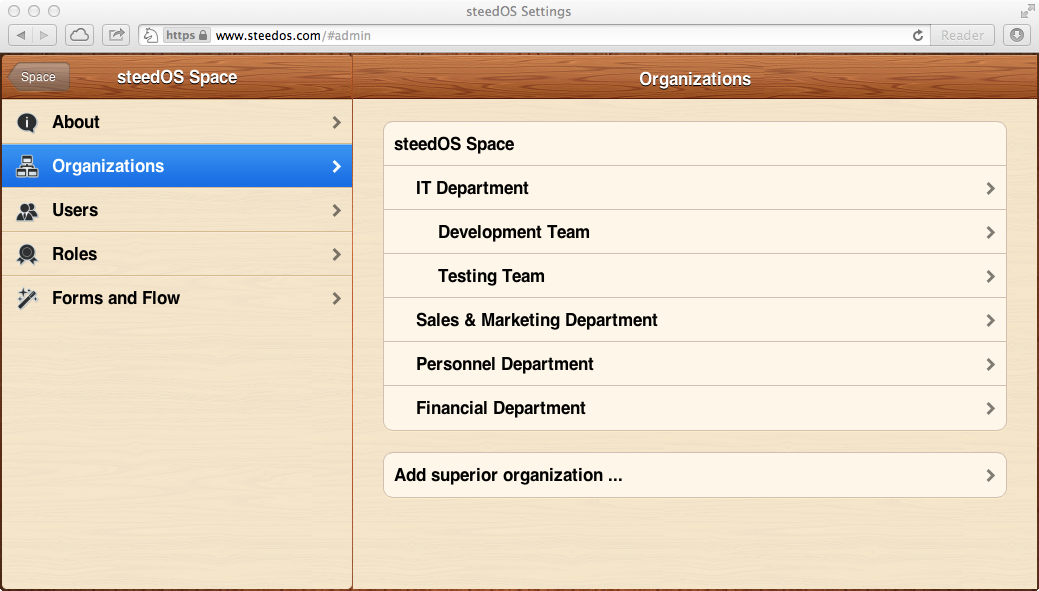 steedOS Settings
https www.steedos.com/#admin Reader
Space steedOS Space
Organizations
About
Organizations
Users
Roles
Forms and Flow
steedOS Space
IT Department
Development Team
Testing Team
Sales & Marketing Department
Personnel Department
Financial Department
Add superior organization ...